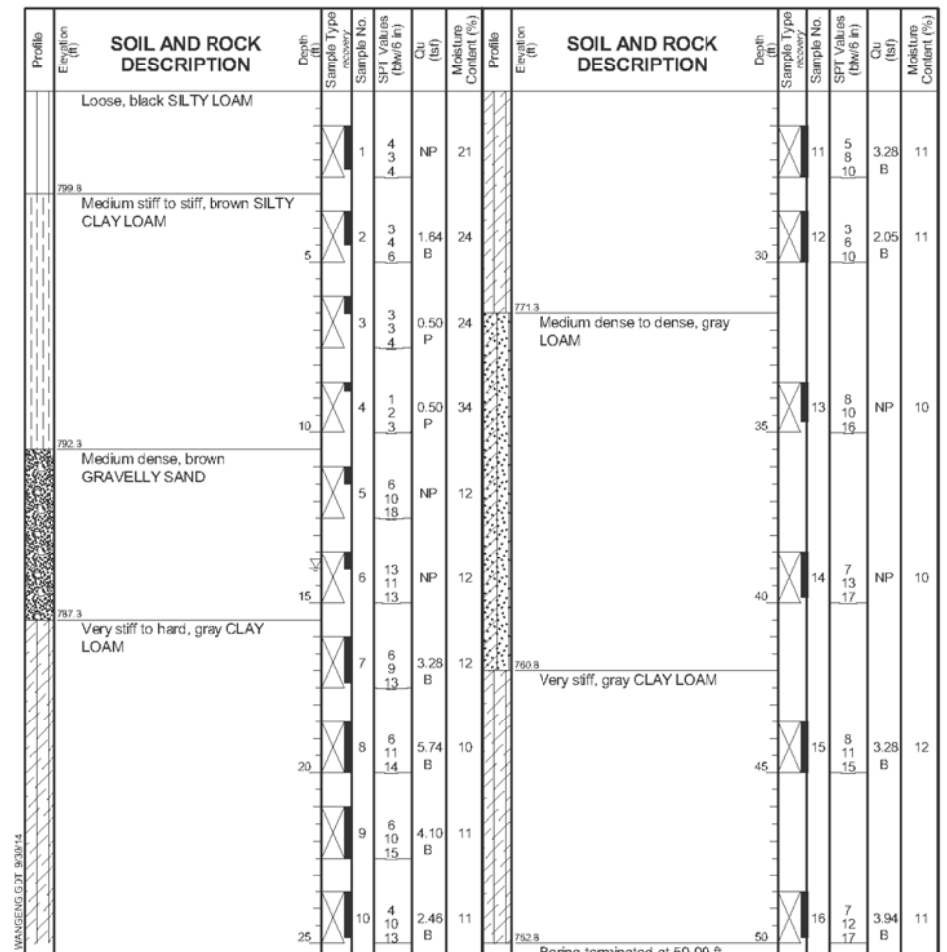 Profile
Elevation
(ft)
SOIL AND ROCK
DESCRIPTION
Depth
(ft)
Sample Type
recovery
Sample No.
SPT Values
(blw/6 in)
Qu
(tsf)
Moisture
Content (%)
Loose, black SILTY LOAM
1
4
3
4
NP
21
799.8
Medium stiff to stiff, brown SILTY
CLAY LOAM
2
3
4
6
1.64
B
24
5
3
3
3
4
0.50
P
24
4
1
2
3
0.50
P
34
10
792.3
Medium dense, brown
GRAVELLY SAND
5
6
10
18
NP
12
6
13
11
13
NP
12
15
787.3
Very stiff to hard, gray CLAY
LOAM
7
6
9
13
3.28
B
12
8
6
11
14
5.74
B
10
20
9
6
10
15
4.10
B
11
10
4
10
13
2.46
B
11
25
WANGENG.GDT 9/30/14
Profile
Elevation
(ft)
SOIL AND ROCK
DESCRIPTION
Depth
(ft)
Sample Type
recovery
Sample No.
SPT Values
(blw/6 in)
Qu
(tsf)
Moisture
Content (%)
11
5
8
10
3.28
B
11
12
3
6
10
2.05
B
11
30
771.3
Medium dense to dense, gray
LOAM
13
8
10
16
NP
10
35
14
7
13
17
NP
10
40
760.8
Very stiff, gray CLAY LOAM
15
8
11
15
3.28
B
12
45
16
7
12
17
3.94
B
11
50
752.8
Boring terminated at 50.00 ft